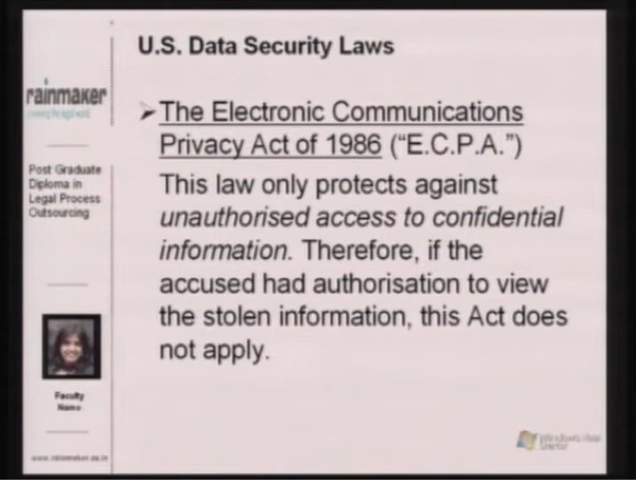 U.S. Data Security Laws
rainmaker
Post Graduate
Diploma in
Legal Process
Outsourcing
➤The Electronic Communications
Privacy Act of 1986 ("E.C.P.A.")
This law only protects against
unauthorised access to confidential
information. Therefore, if the
accused had authorisation to view
the stolen information, this Act does
not apply.
Faculty
Name